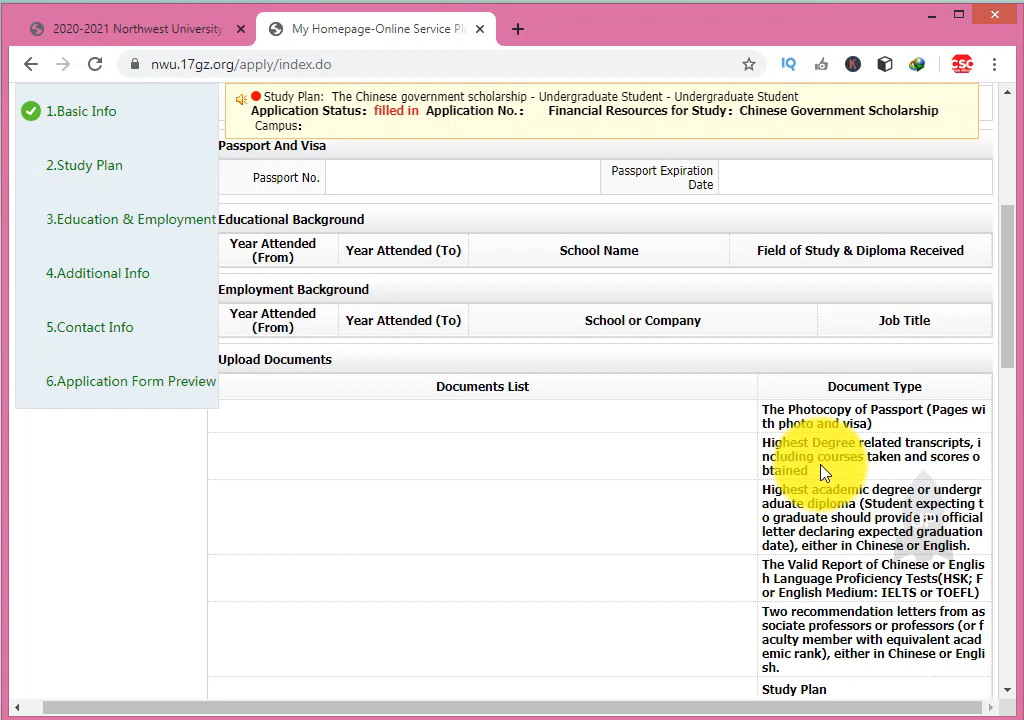 2020-2021 Northwest University
My Homepage-Online Service Pla
nwu.17gz.org/apply/index.do
IQ
K
CSC
1.Basic Info
2.Study Plan
3.Education & Employment
4.Additional Info
5.Contact Info
6.Application Form Preview
Study Plan: The Chinese government scholarship - Undergraduate Student - Undergraduate Student
Application Status: filled in Application No.: Financial Resources for Study: Chinese Government Scholarship
Campus:
Passport And Visa
Passport No.
Passport Expiration
Date
Educational Background
Year Attended
(From)
Year Attended (To)
School Name
Field of Study & Diploma Received
Employment Background
Year Attended
(From)
Year Attended (To)
School or Company
Job Title
Upload Documents
Documents List
Document Type
The Photocopy of Passport (Pages wi
th photo and visa)
Highest Degree related transcripts, i
ncluding courses taken and scores o
btained
Highest academic degree or undergr
aduate diploma (Student expecting t
o graduate should provide an official
letter declaring expected graduation
date), either in Chinese or English.
The Valid Report of Chinese or Englis
h Language Proficiency Tests(HSK; F
or English Medium: IELTS or TOEFL)
Two recommendation letters from as
sociate professors or professors (or f
aculty member with equivalent acad
emic rank), either in Chinese or Engli
sh.
Study Plan